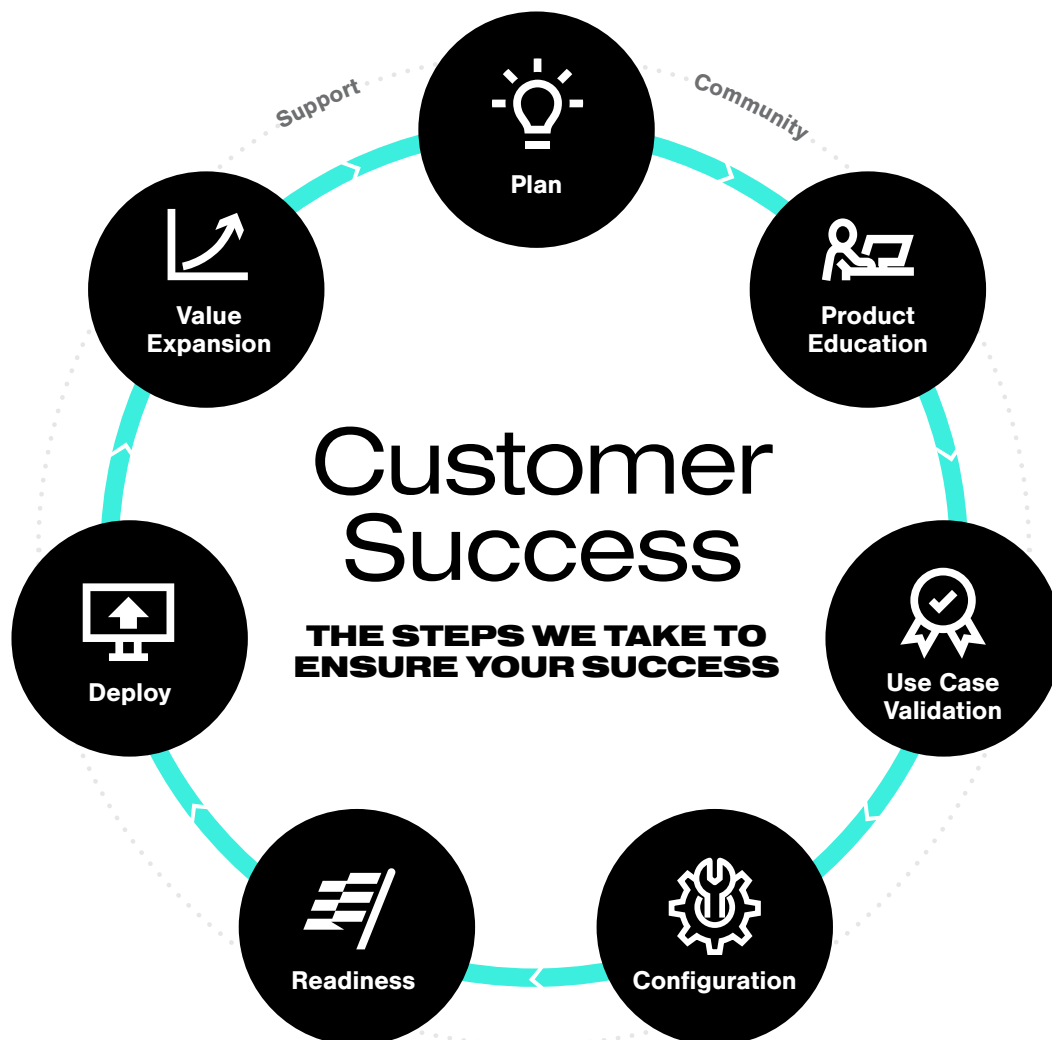 Support
Community
Plan
Value
Expansion
Product
Education
Customer
Success
THE STEPS WE TAKE TO
ENSURE YOUR SUCCESS
Deploy
Use Case
Validation
Readiness
Configuration